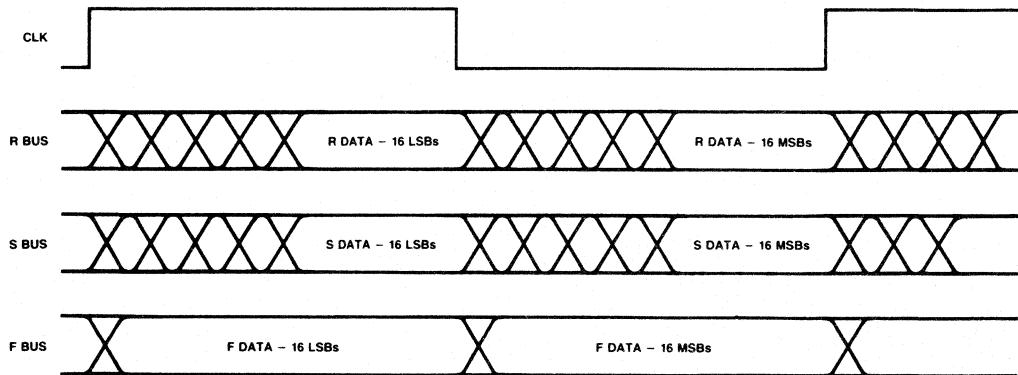 CLK
R BUS R DATA – 16 LSBs R DATA – 16 MSBs
S BUS S DATA – 16 LSBs S DATA – 16 MSBs
F BUS F DATA – 16 LSBs F DATA – 16 MSBs